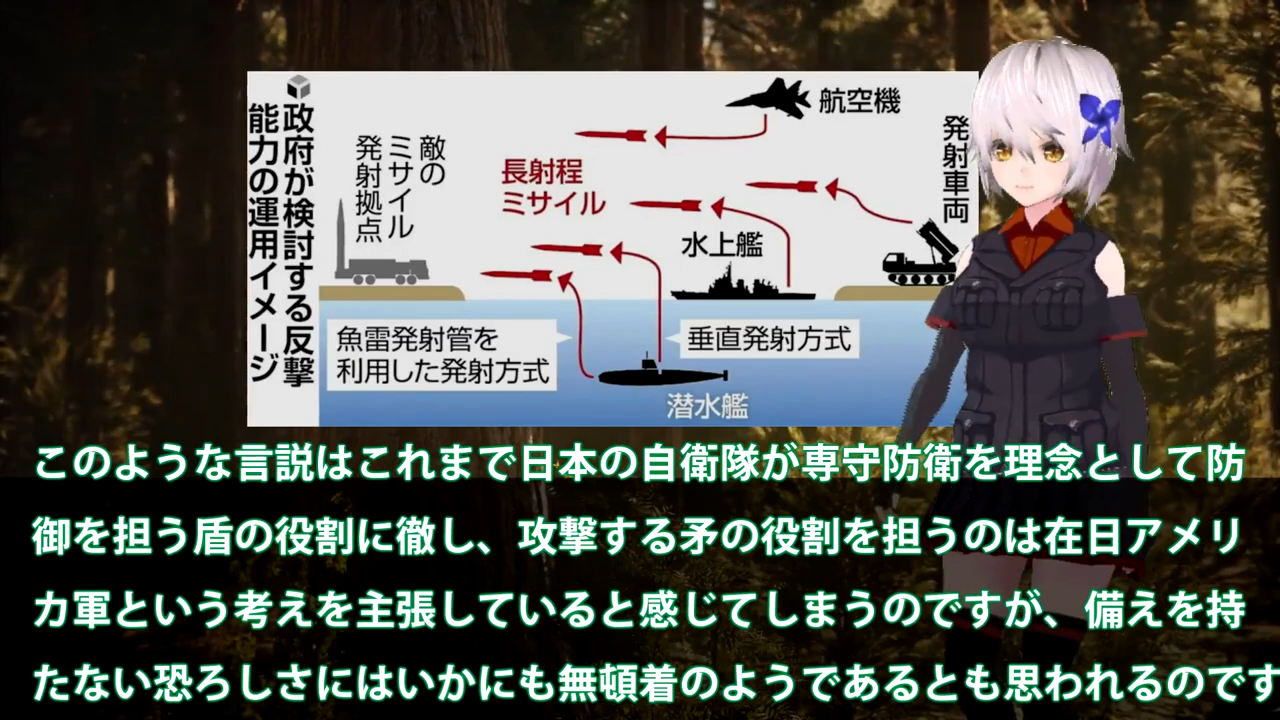 政府が検討する反撃
能力の運用イメージ
敵の
ミサイル
発射拠点
長射程
ミサイル
航空機
発射車両
水上艦
魚雷発射管を
利用した発射方式
垂直発射方式
潜水艦
このような言説はこれまで日本の自衛隊が専守防衛を理念として防
御を担う盾の役割に徹し、攻撃する矛の役割を担うのは在日アメリ
カ軍という考えを主張していると感じてしまうのですが、備えを持
たない恐ろしさにはいかにも無頓着のようであるとも思われるのです